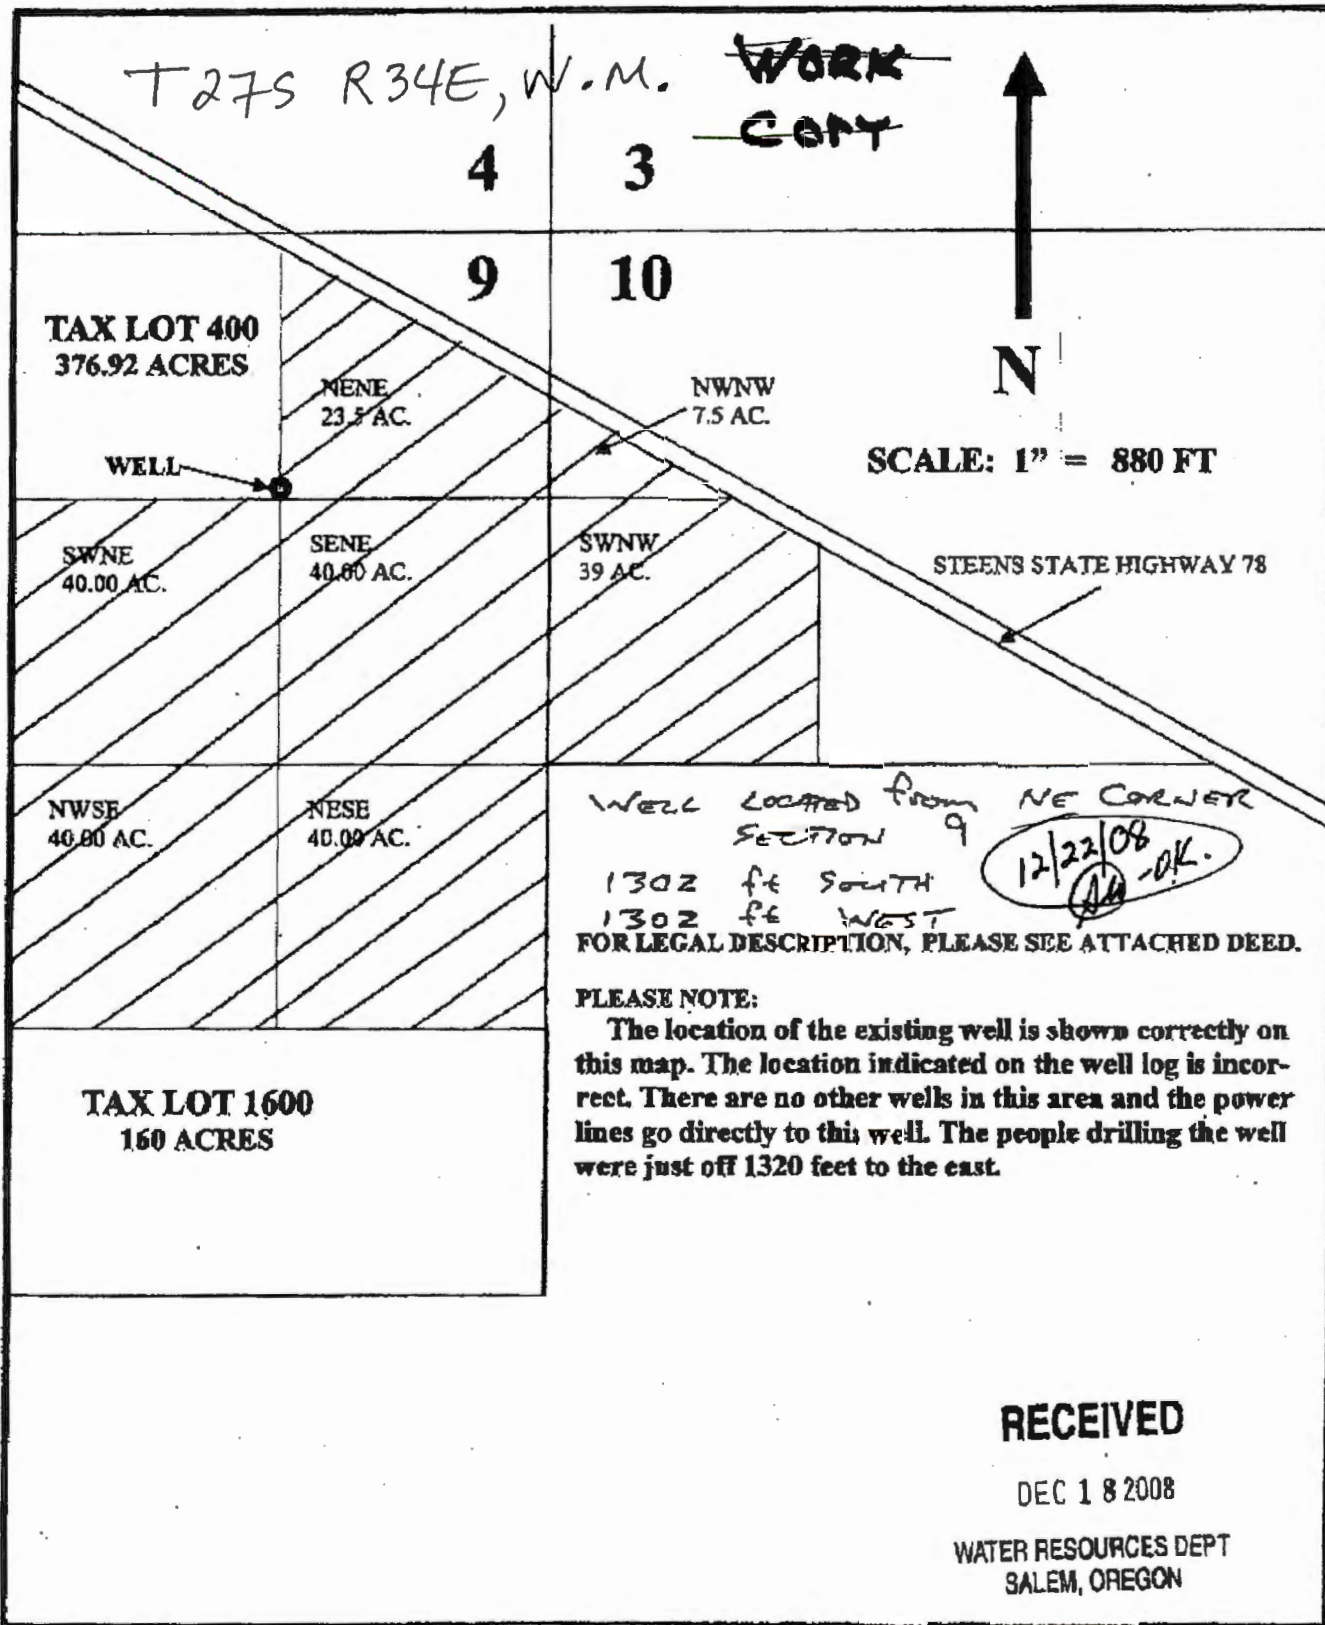 T27S R34E, W.M.
WORK
COPY
4
3
9
10
N
TAX LOT 400
376.92 ACRES
NENE
23.5 AC.
NWNW
7.5 AC.
WELL
SCALE: 1" = 880 FT
SWNE
40.00 AC.
SENE
40.00 AC.
SWNW
39 AC.
STEENS STATE HIGHWAY 78
NWSE
40.00 AC.
NESE
40.00 AC.
WELL LOCATED from NE CORNER
SECTION 9
1302 ft SOUTH
1302 ft WEST
12/22/08
-O.K.
FOR LEGAL DESCRIPTION, PLEASE SEE ATTACHED DEED.
PLEASE NOTE:
The location of the existing well is shown correctly on
this map. The location indicated on the well log is incor-
rect. There are no other wells in this area and the power
lines go directly to this well. The people drilling the well
were just off 1320 feet to the east.
TAX LOT 1600
160 ACRES
RECEIVED
DEC 18 2008
WATER RESOURCES DEPT
SALEM, OREGON